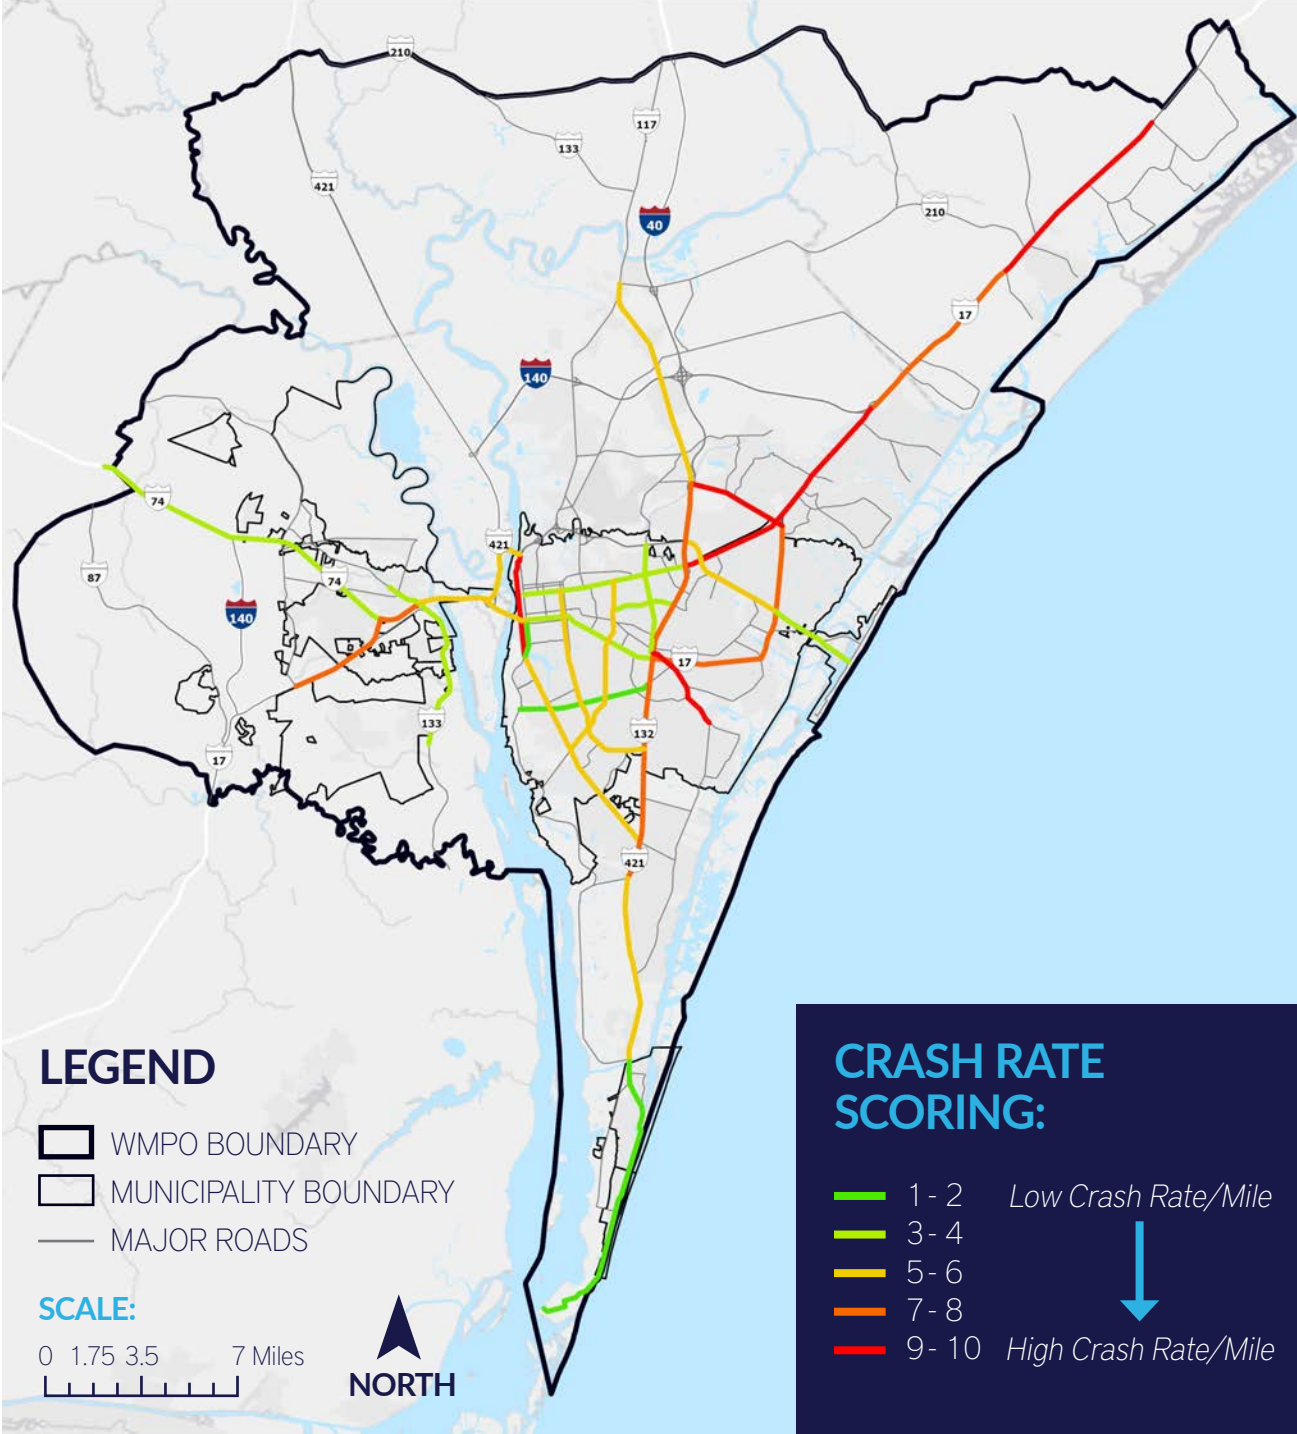 210
117
133
421
40
210
17
140
74
421
87
74
140
17
133
132
17
421
LEGEND
WMPO BOUNDARY
MUNICIPALITY BOUNDARY
MAJOR ROADS
SCALE:
0 1.75 3.5 7 Miles
NORTH
CRASH RATE
SCORING:
1 - 2 Low Crash Rate/Mile
3 - 4
5 - 6
7 - 8
9 - 10 High Crash Rate/Mile